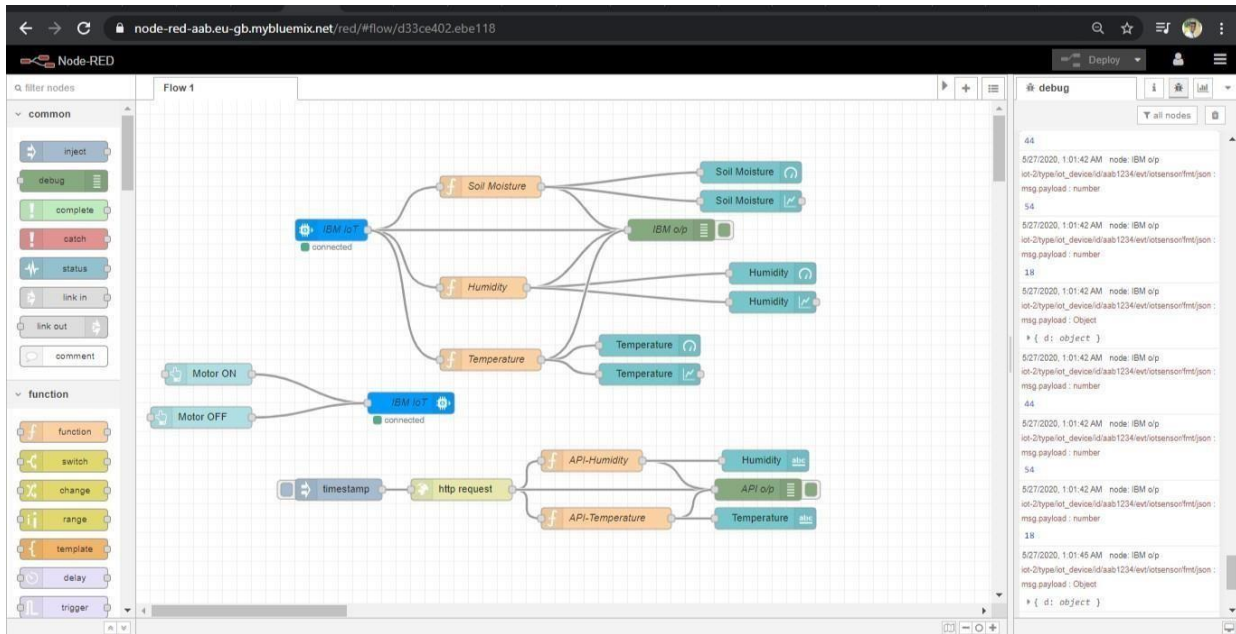 node-red-aab.eu-gb.mybluemix.net/red/#flow/d33ce402.ebe118
Node-RED
Deploy
filter nodes
common
inject
debug
complete
catch
status
link in
link out
comment
function
function
switch
change
range
template
delay
trigger
Flow 1
Soil Moisture
Soil Moisture
Soil Moisture
IBM IoT
connected
IBM o/p
Humidity
Humidity
Humidity
Temperature
Temperature
Temperature
Motor ON
Motor OFF
IBM IoT
connected
API-Humidity
Humidity abc
timestamp
http request
API o/p
API-Temperature
Temperature abc
debug
i
all nodes
44
5/27/2020, 1:01:42 AM node: IBM o/p
iot-2/type/iot_device/id/aab1234/evt/iotsensor/fmt/json :
msg.payload : number
54
5/27/2020, 1:01:42 AM node: IBM o/p
iot-2/type/iot_device/id/aab1234/evt/iotsensor/fmt/json :
msg.payload : number
18
5/27/2020, 1:01:42 AM node: IBM o/p
iot-2/type/iot_device/id/aab1234/evt/iotsensor/fmt/json :
msg.payload : Object
{ d: object }
5/27/2020, 1:01:42 AM node: IBM o/p
iot-2/type/iot_device/id/aab1234/evt/iotsensor/fmt/json :
msg.payload : number
44
5/27/2020, 1:01:42 AM node: IBM o/p
iot-2/type/iot_device/id/aab1234/evt/iotsensor/fmt/json :
msg.payload : number
54
5/27/2020, 1:01:42 AM node: IBM o/p
iot-2/type/iot_device/id/aab1234/evt/iotsensor/fmt/json :
msg.payload : number
18
5/27/2020, 1:01:45 AM node: IBM o/p
iot-2/type/iot_device/id/aab1234/evt/iotsensor/fmt/json :
msg.payload : Object
{ d: object }